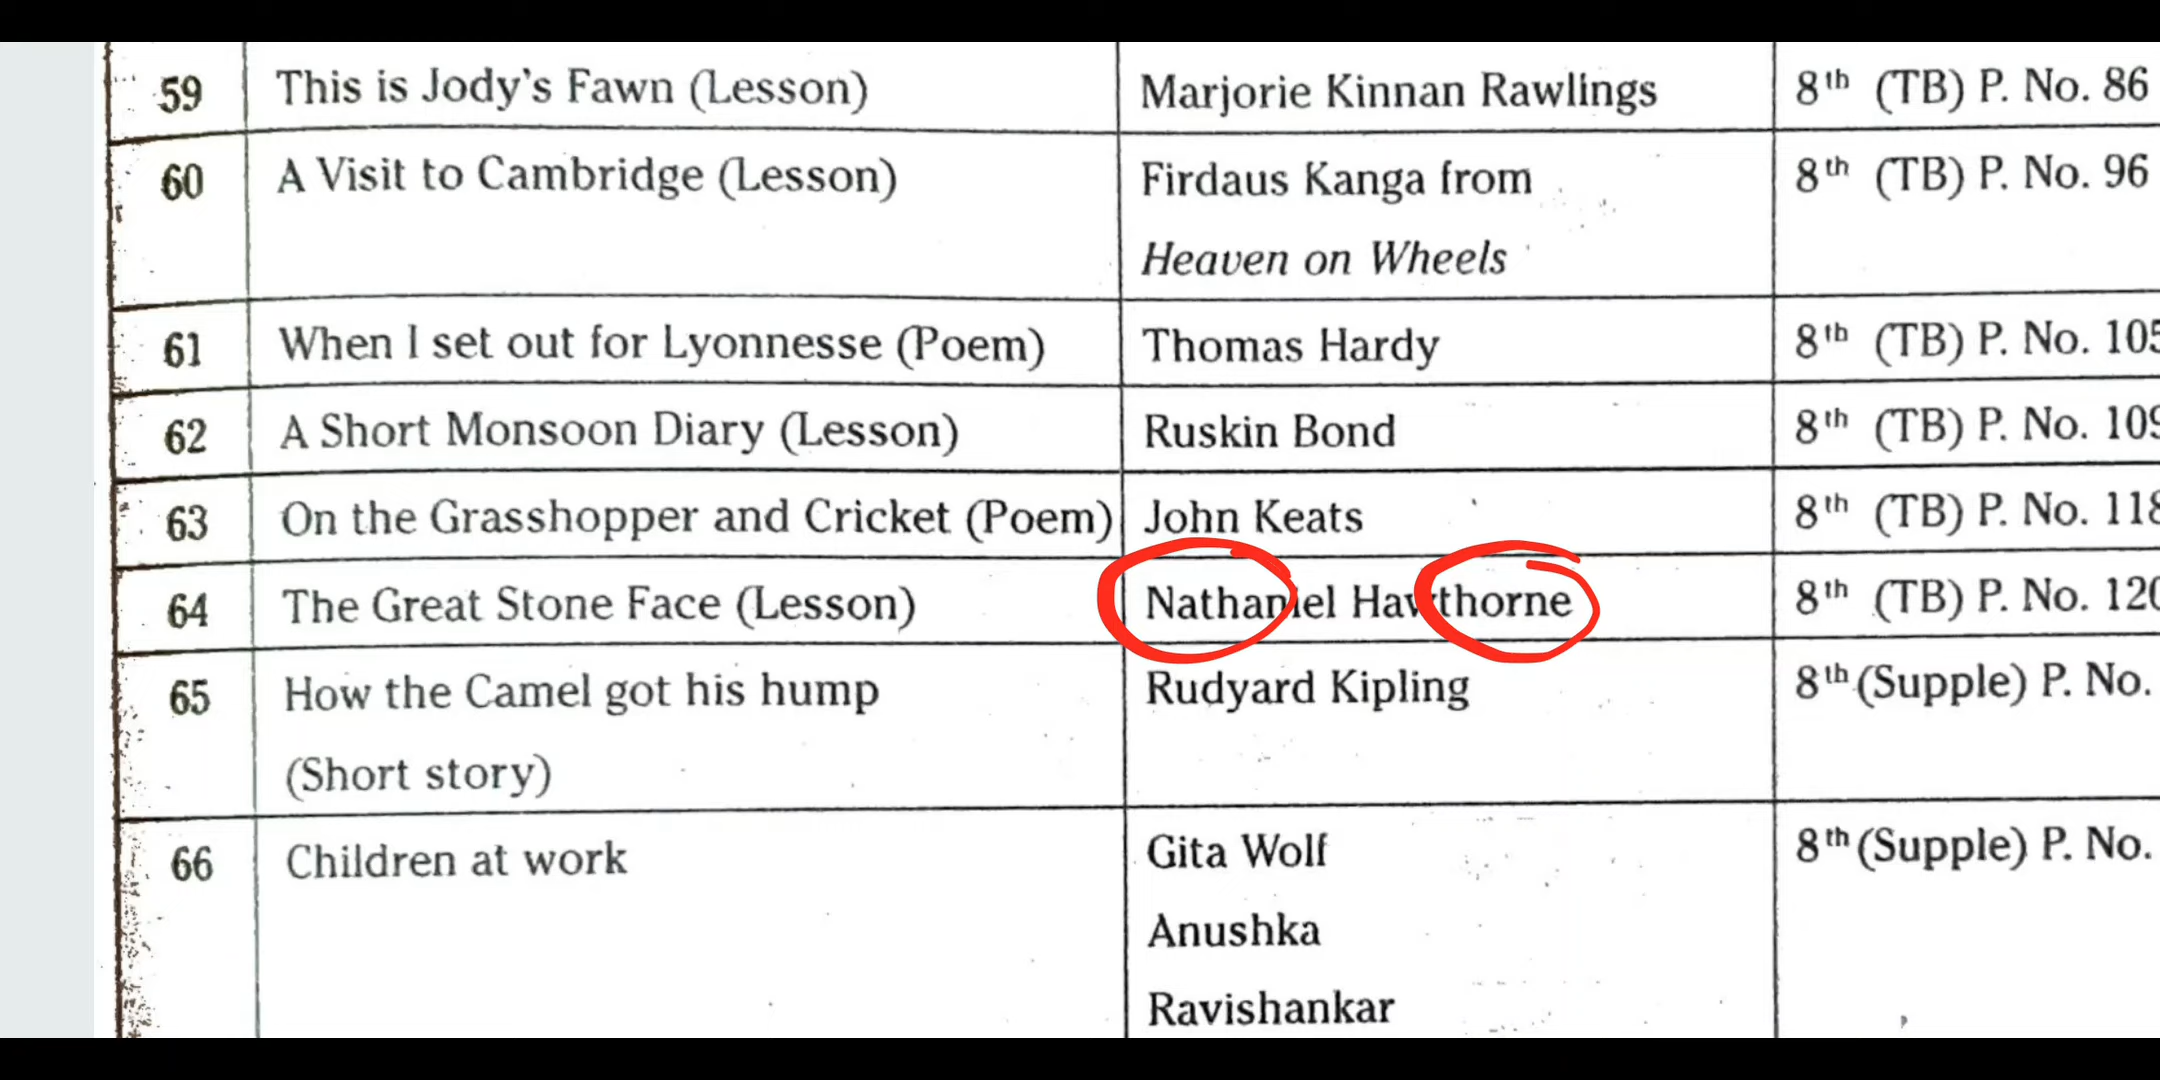 59 This is Jody's Fawn (Lesson) Marjorie Kinnan Rawlings 8th (TB) P. No. 86
60 A Visit to Cambridge (Lesson) Firdaus Kanga from 8th (TB) P. No. 96
Heaven on Wheels
61 When I set out for Lyonnesse (Poem) Thomas Hardy 8th (TB) P. No. 105
62 A Short Monsoon Diary (Lesson) Ruskin Bond 8th (TB) P. No. 109
63 On the Grasshopper and Cricket (Poem) John Keats 8th (TB) P. No. 118
64 The Great Stone Face (Lesson) Nathaniel Hawthorne 8th (TB) P. No. 120
65 How the Camel got his hump Rudyard Kipling 8th (Supple) P. No.
(Short story)
66 Children at work Gita Wolf 8th (Supple) P. No.
Anushka
Ravishankar